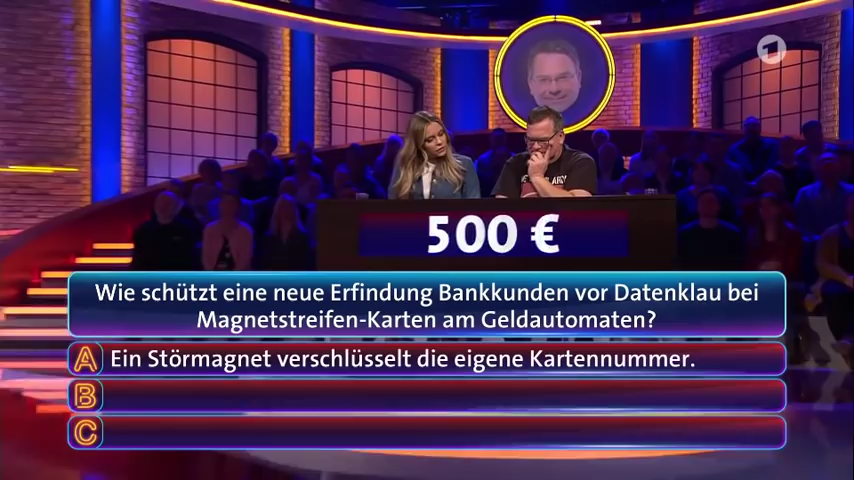 1
500 €
Wie schützt eine neue Erfindung Bankkunden vor Datenklau bei
Magnetstreifen-Karten am Geldautomaten?
A Ein Störmagnet verschlüsselt die eigene Kartennummer.
B
C